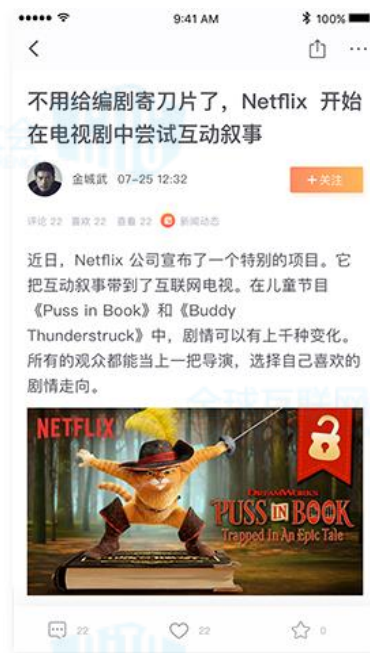 9:41 AM 100%
不用给编剧寄刀片了，Netflix 开始
在电视剧中尝试互动叙事
金城武 07-25 12:32 +关注
评论 22 喜欢 22 查看 22 新闻动态
近日，Netflix 公司宣布了一个特别的项目。它
把互动叙事带到了互联网电视。在儿童节目
《Puss in Book》和《Buddy
Thunderstruck》中，剧情可以有上千种变化。
所有的观众都能当上一把导演，选择自己喜欢的
剧情走向。
NETFLIX
DREAMWORKS
PUSS IN BOOK
Trapped In An Epic Tale
22 22 0